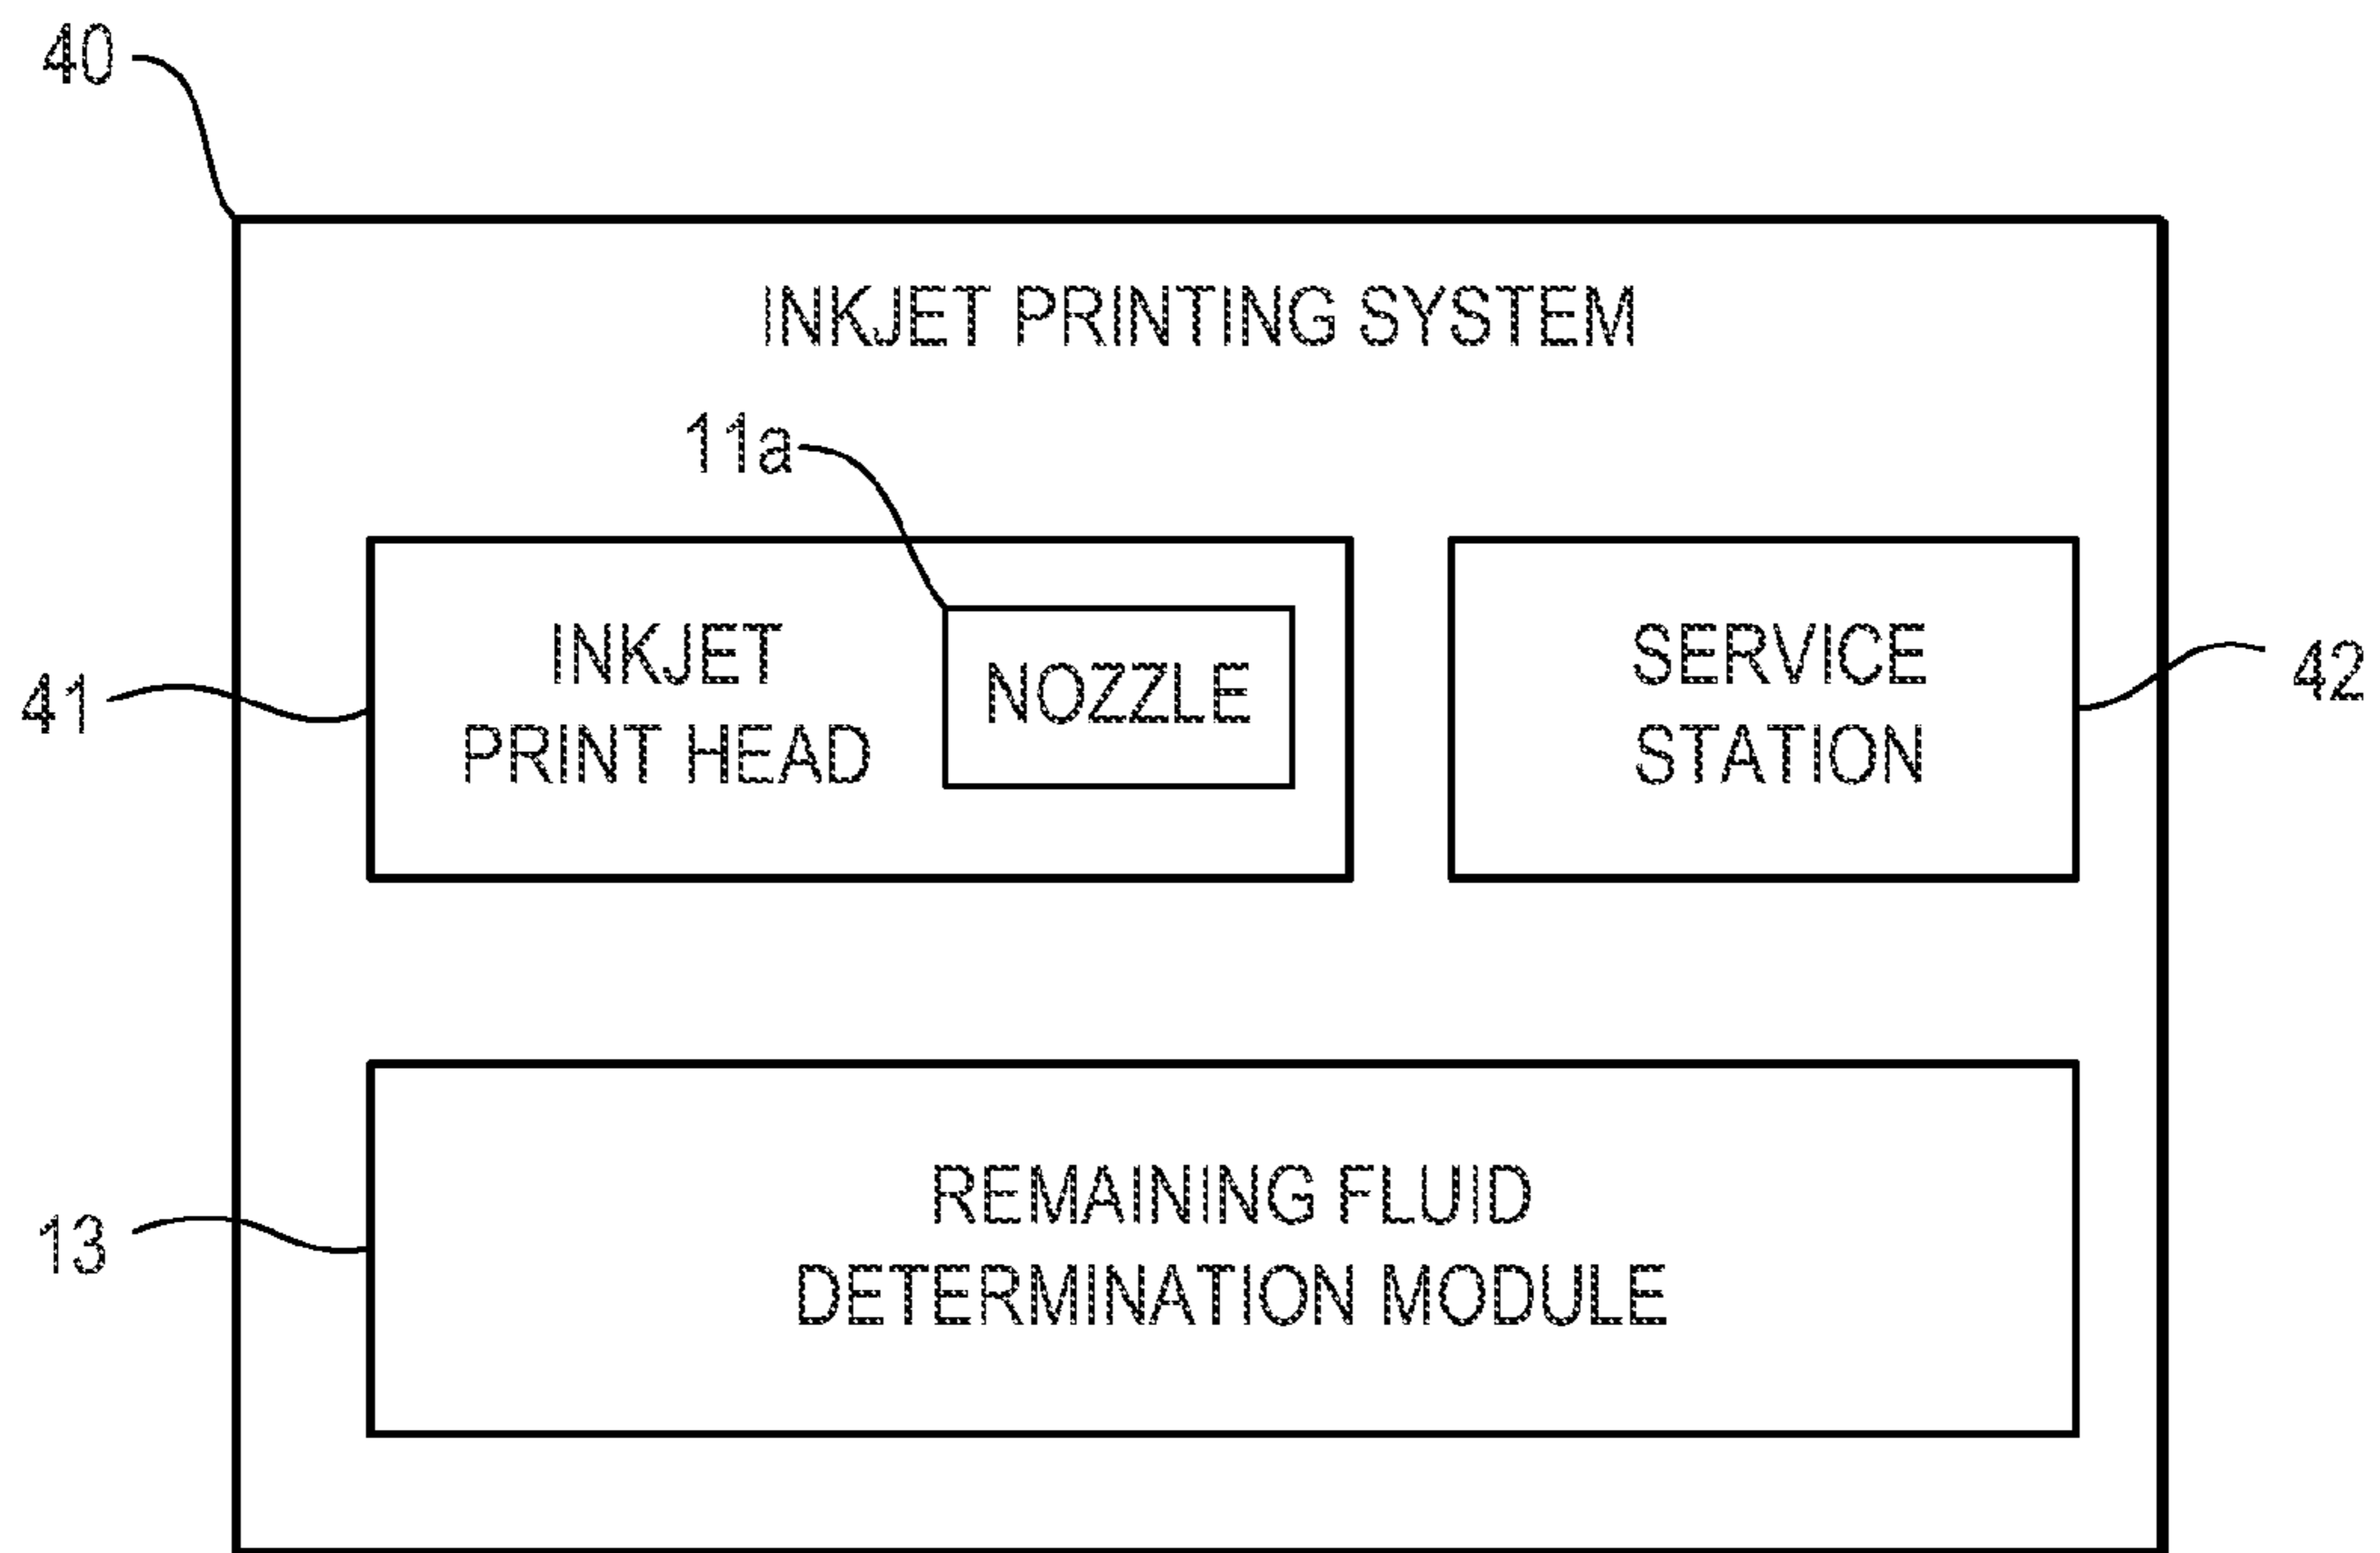 40
INKJET PRINTING SYSTEM
11a
INKJET
PRINT HEAD
NOZZLE
SERVICE
STATION
41
42
REMAINING FLUID
DETERMINATION MODULE
13